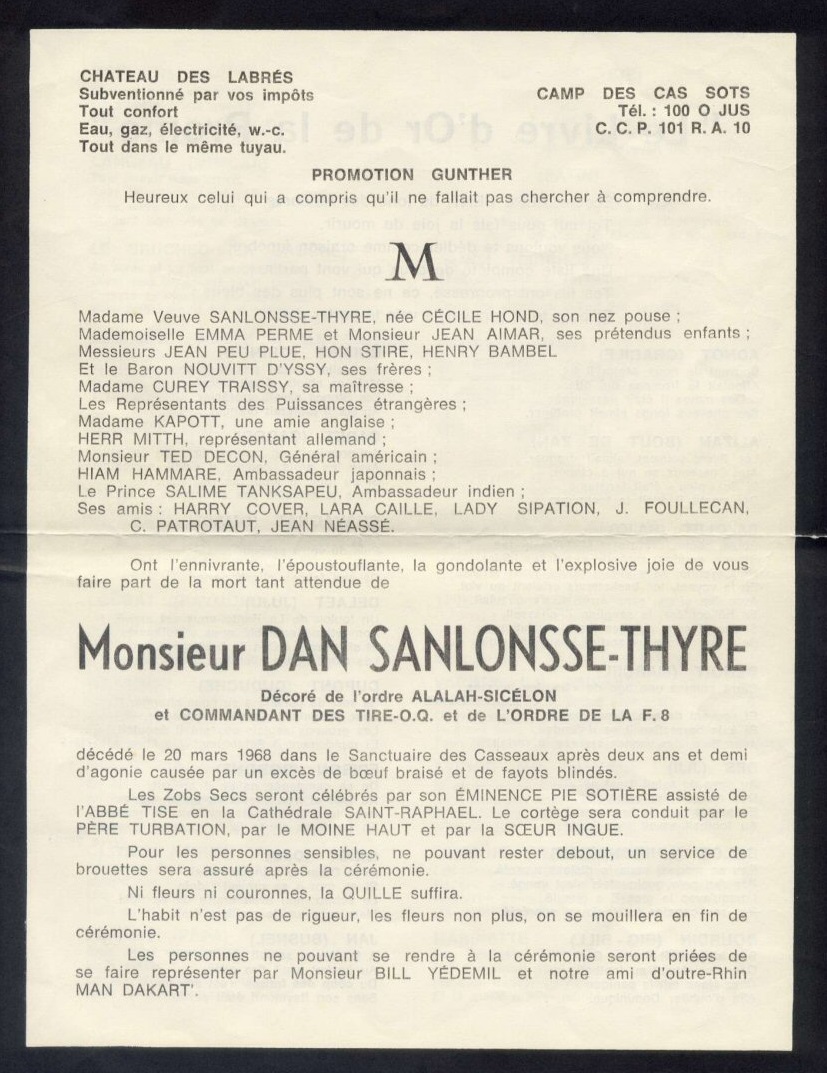 CHATEAU DES LABRÉS
Subventionné par vos impôts
Tout confort
Eau, gaz, électricité, w.-c.
Tout dans le même tuyau.
CAMP DES CAS SOTS
Tél. : 100 O JUS
C. C. P. 101 R. A. 10
PROMOTION GUNTHER
Heureux celui qui a compris qu'il ne fallait pas chercher à comprendre.
M
Madame Veuve SANLONSSE-THYRE, née CÉCILE HOND, son nez pouse ;
Mademoiselle EMMA PERME et Monsieur JEAN AIMAR, ses prétendus enfants ;
Messieurs JEAN PEU PLUE, HON STIRE, HENRY BAMBEL
Et le Baron NOUVITT D'YSSY, ses frères ;
Madame CUREY TRAISSY, sa maîtresse ;
Les Représentants des Puissances étrangères ;
Madame KAPOTT, une amie anglaise ;
HERR MITTH, représentant allemand ;
Monsieur TED DECON, Général américain ;
HIAM HAMMARE, Ambassadeur japonnais ;
Le Prince SALIME TANKSAPEU, Ambassadeur indien ;
Ses amis : HARRY COVER, LARA CAILLE, LADY SIPATION, J. FOULLECAN,
C. PATROTAUT, JEAN NÉASSÉ.
Ont l'ennivrante, l'époustouflante, la gondolante et l'explosive joie de vous
faire part de la mort tant attendue de
Monsieur DAN SANLONSSE-THYRE
Décoré de l'ordre ALALAH-SICÉLON
et COMMANDANT DES TIRE-O.Q. et de L'ORDRE DE LA F. 8
décédé le 20 mars 1968 dans le Sanctuaire des Casseaux après deux ans et demi
d'agonie causée par un excès de bœuf braisé et de fayots blindés.
Les Zobs Secs seront célébrés par son ÉMINENCE PIE SOTIÈRE assisté de
l'ABBÉ TISE en la Cathédrale SAINT-RAPHAEL. Le cortège sera conduit par le
PÈRE TURBATION, par le MOINE HAUT et par la SŒUR INGUE.
Pour les personnes sensibles, ne pouvant rester debout, un service de
brouettes sera assuré après la cérémonie.
Ni fleurs ni couronnes, la QUILLE suffira.
L'habit n'est pas de rigueur, les fleurs non plus, on se mouillera en fin de
cérémonie.
Les personnes ne pouvant se rendre à la cérémonie seront priées de
se faire représenter par Monsieur BILL YÉDEMIL et notre ami d'outre-Rhin
MAN DAKART'.